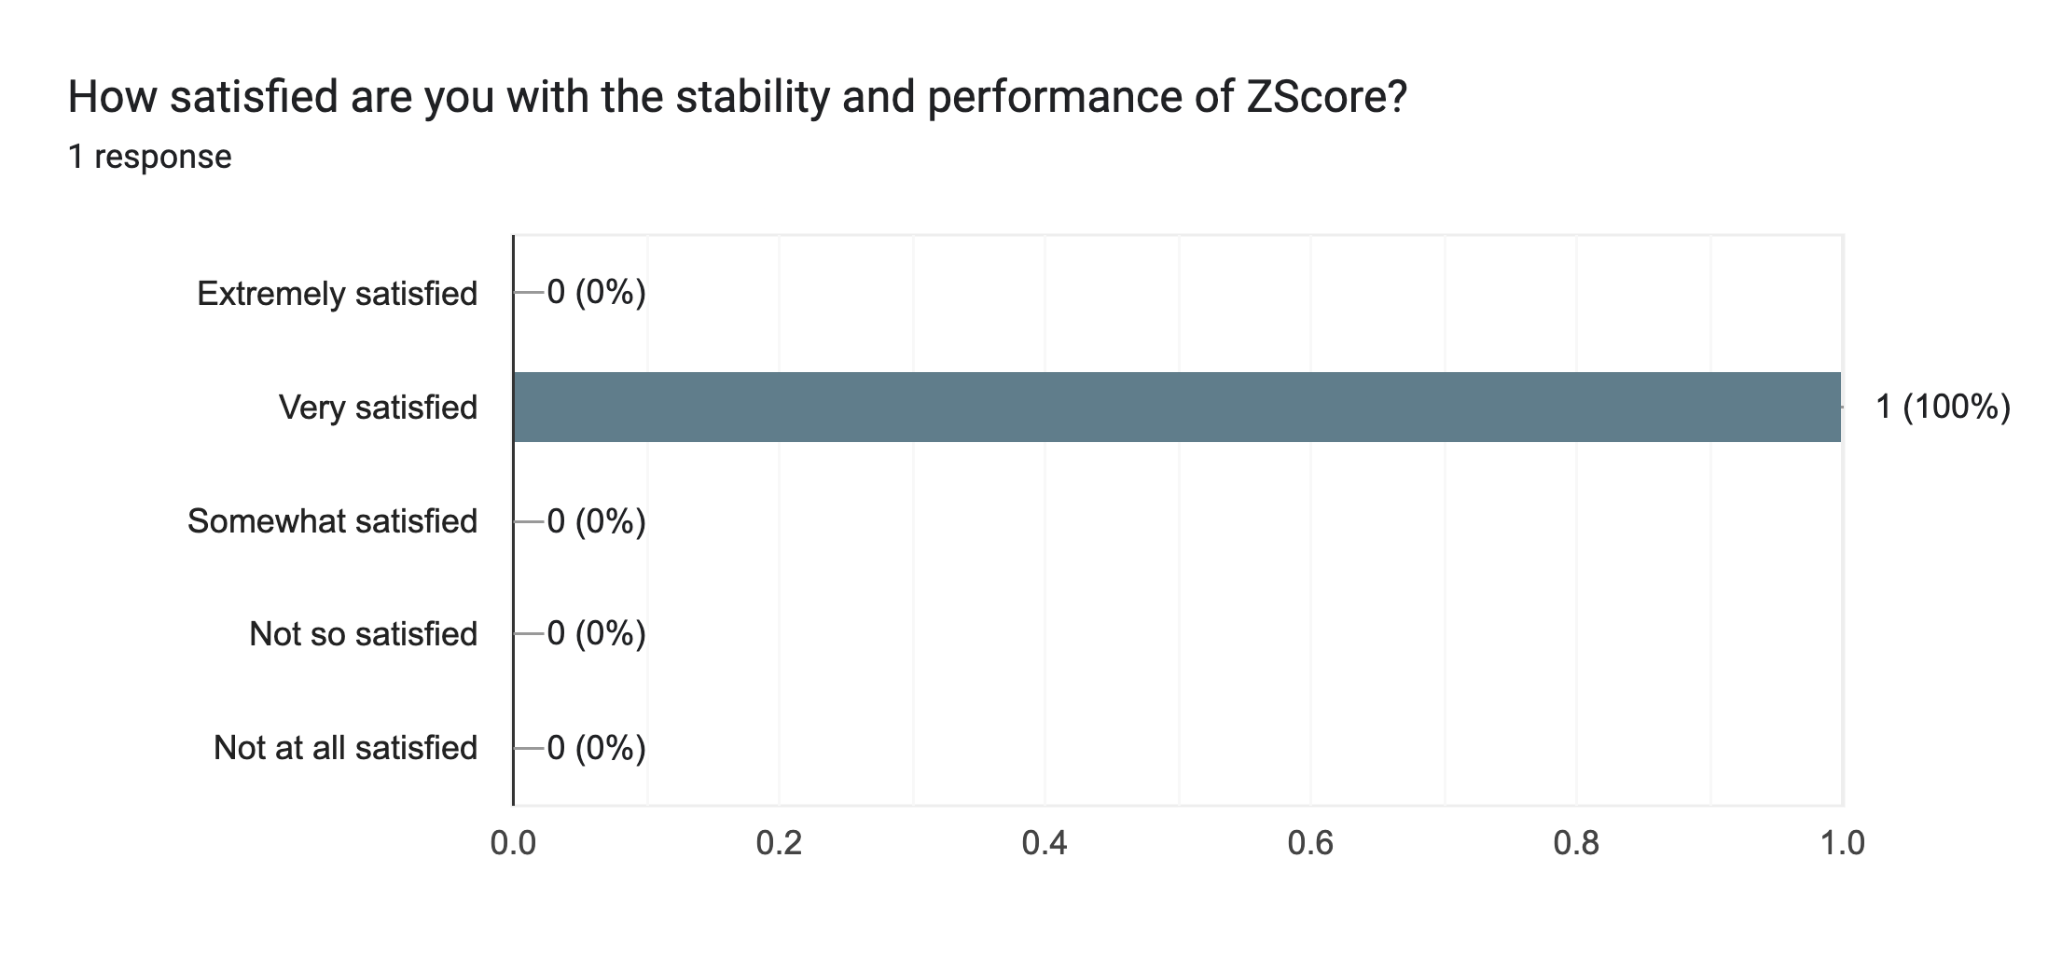 How satisfied are you with the stability and performance of ZScore?
1 response
Extremely satisfied 0 (0%)
Very satisfied 1 (100%)
Somewhat satisfied 0 (0%)
Not so satisfied 0 (0%)
Not at all satisfied 0 (0%)
0.0 0.2 0.4 0.6 0.8 1.0